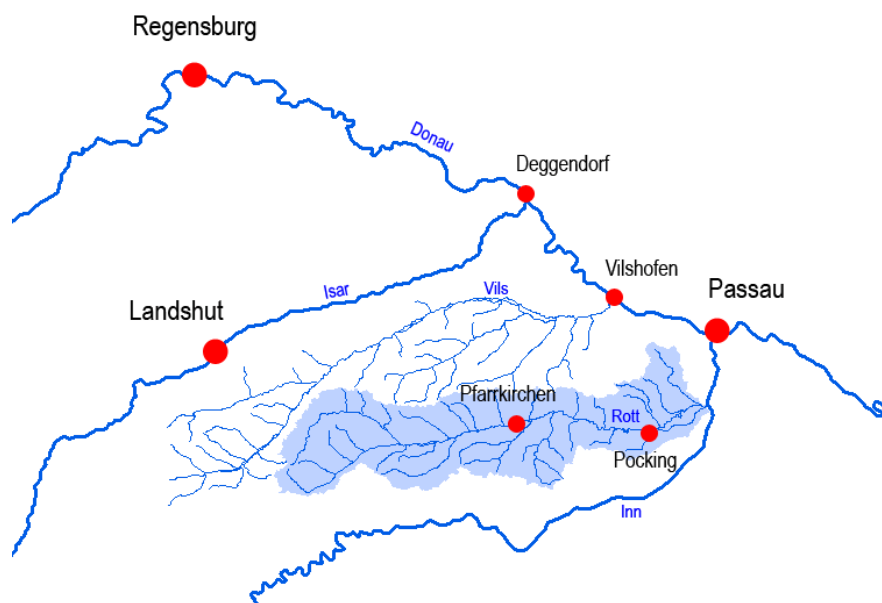 Regensburg
Donau
Deggendorf
Vilshofen
Isar
Vils
Passau
Landshut
Pfarrkirchen
Rott
Pocking
Inn